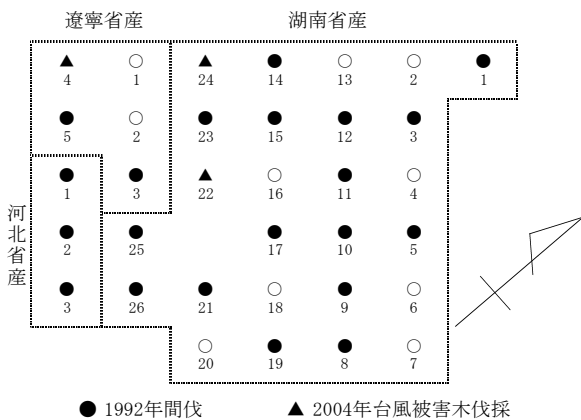 遼寧省産 湖南省産
▲ ○ ▲ ● ○ ○ ●
4 1 24 14 13 2 1
● ○ ● ● ● ●
5 2 23 15 12 3
● ● ▲ ○ ● ○
1 3 22 16 11 4
河北省産
● ● ● ● ●
2 25 17 10 5
● ● ● ○ ● ○
3 26 21 18 9 6
○ ● ● ○
20 19 8 7
● 1992年間伐 ▲ 2004年台風被害木伐採